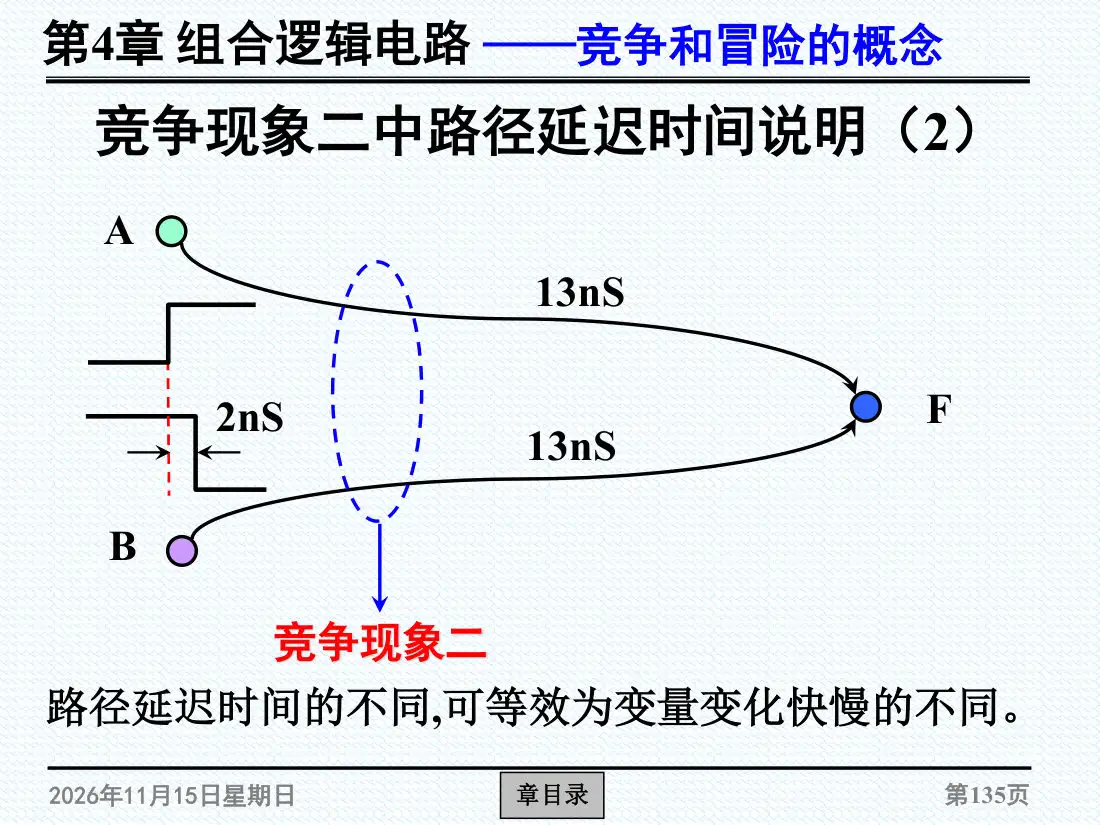 第4章 组合逻辑电路 ——竞争和冒险的概念
竞争现象二中路径延迟时间说明（2）
A
13nS
2nS
F
13nS
B
竞争现象二
路径延迟时间的不同,可等效为变量变化快慢的不同。
2026年11月15日星期日
章目录
第135页